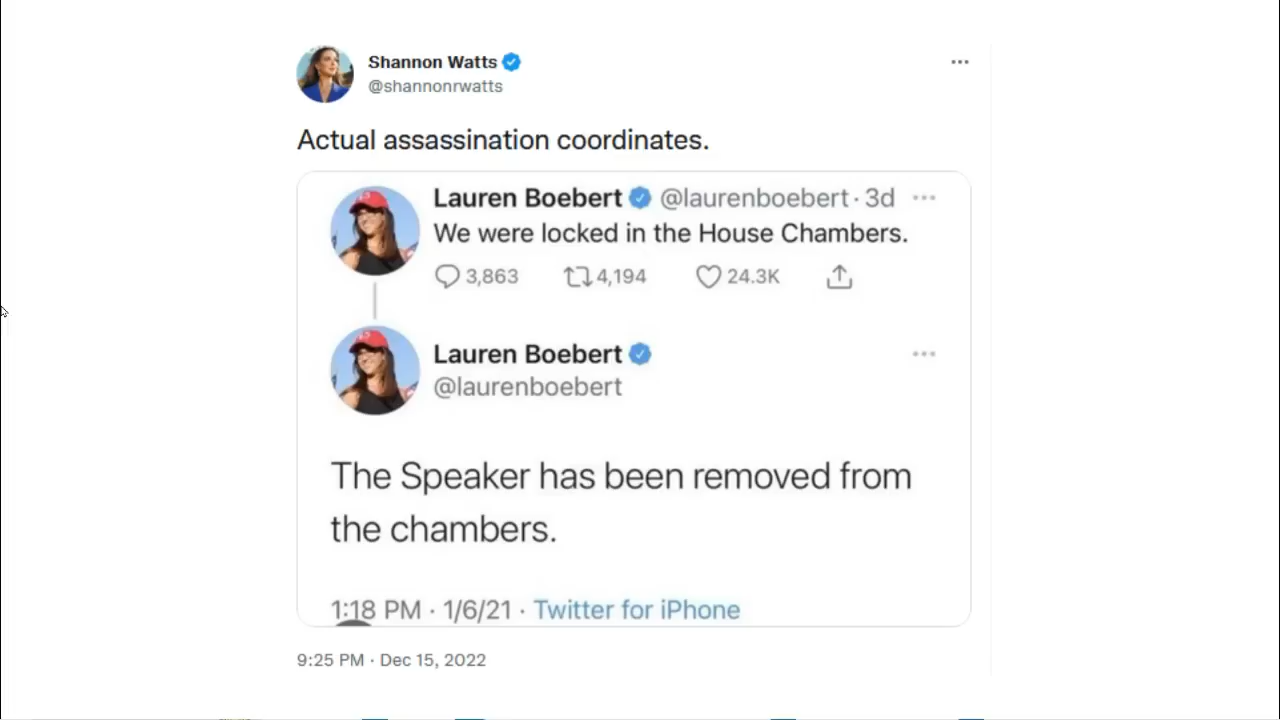 Shannon Watts
@shannonrwatts
Actual assassination coordinates.
Lauren Boebert @laurenboebert · 3d
We were locked in the House Chambers.
3,863 4,194 24.3K
Lauren Boebert
@laurenboebert
The Speaker has been removed from
the chambers.
1:18 PM · 1/6/21 · Twitter for iPhone
9:25 PM · Dec 15, 2022